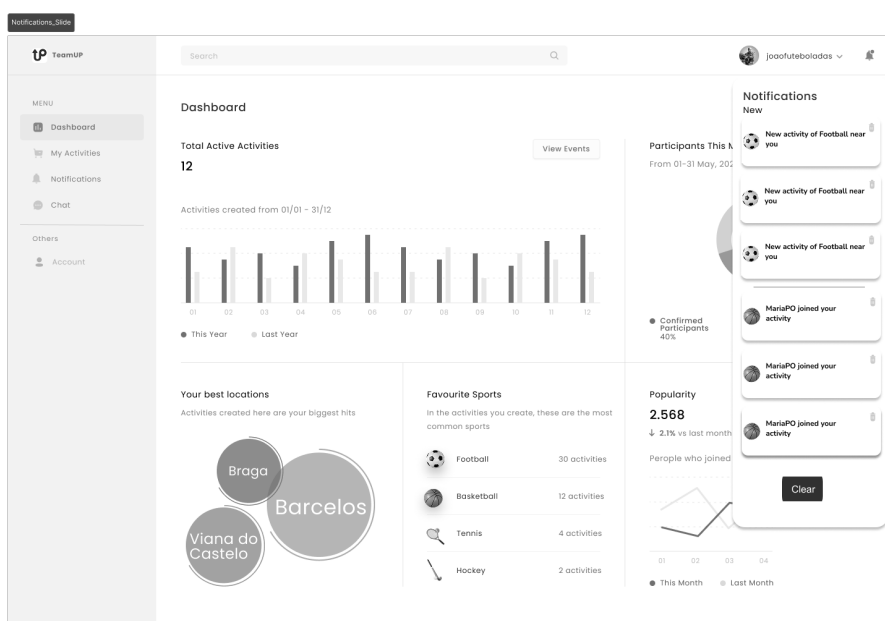 Notifications_Slide
TeamUP
Search
joaofuteboladas
MENU
Dashboard
My Activities
Notifications
Chat
Others
Account
Dashboard
Total Active Activities
12
View Events
Activities created from 01/01 - 31/12
01 02 03 04 05 06 07 08 09 10 11 12
This Year
Last Year
Participants This M
From 01-31 May, 202
Confirmed
Participants
40%
Your best locations
Activities created here are your biggest hits
Braga
Barcelos
Viana do
Castelo
Favourite Sports
In the activities you create, these are the most
common sports
Football 30 activities
Basketball 12 activities
Tennis 4 activities
Hockey 2 activities
Popularity
2.568
↓ 2.1% vs last month
Perople who joined
01 02 03 04
This Month
Last Month
Notifications
New
New activity of Football near
you
New activity of Football near
you
New activity of Football near
you
MariaPO joined your
activity
MariaPO joined your
activity
MariaPO joined your
activity
Clear